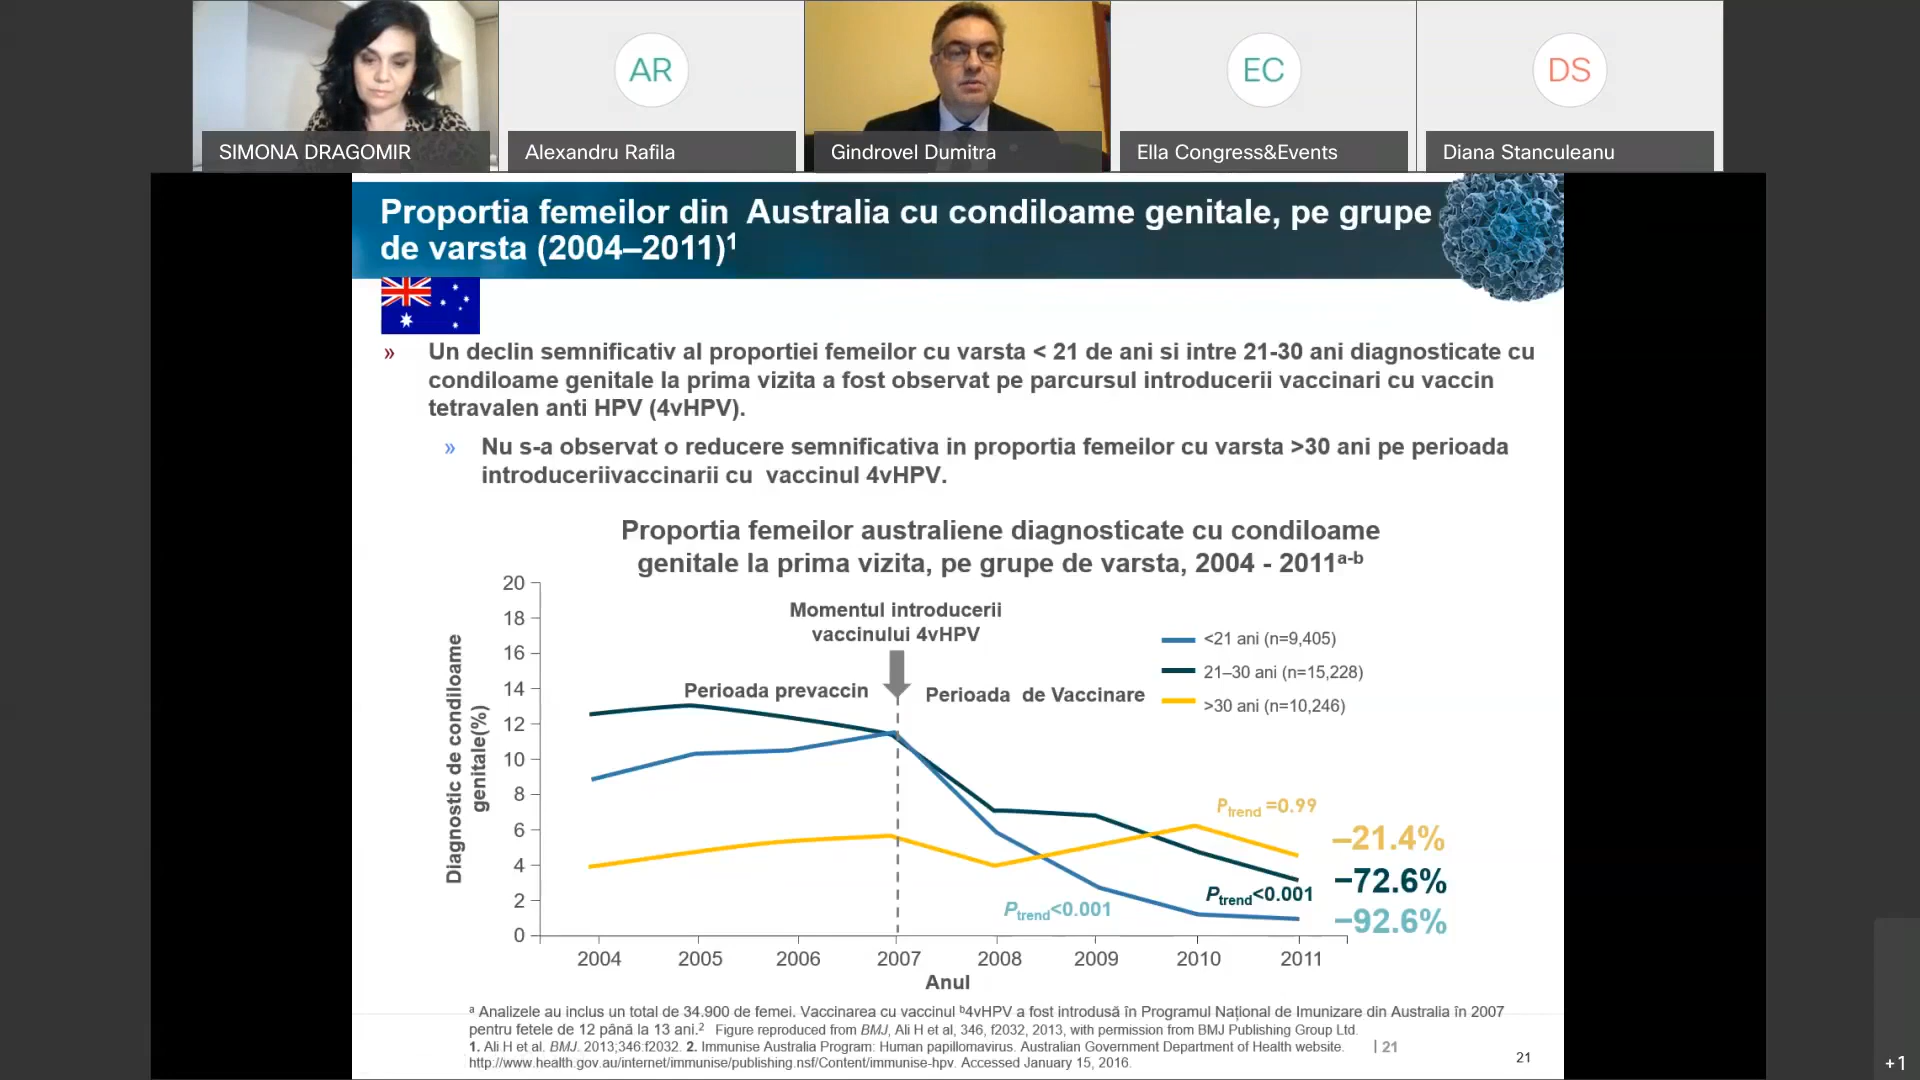 SIMONA DRAGOMIR
AR
Alexandru Rafila
Gindrovel Dumitra
EC
Ella Congress&Events
DS
Diana Stanculeanu
Proportia femeilor din  Australia cu condiloame genitale, pe grupe
de varsta (2004–2011)¹
» Un declin semnificativ al proportiei femeilor cu varsta < 21 de ani si intre 21-30 ani diagnosticate cu
condiloame genitale la prima vizita a fost observat pe parcursul introducerii vaccinari cu vaccin
tetravalen anti HPV (4vHPV).
» Nu s-a observat o reducere semnificativa in proportia femeilor cu varsta >30 ani pe perioada
introduceriivaccinarii cu  vaccinul 4vHPV.
Proportia femeilor australiene diagnosticate cu condiloame
genitale la prima vizita, pe grupe de varsta, 2004 - 2011ᵃ⁻ᵇ
Diagnostic de condiloame
genitale(%)
20
18
16
14
12
10
8
6
4
2
0
Momentul introducerii
vaccinului 4vHPV
Perioada prevaccin
Perioada  de Vaccinare
<21 ani (n=9,405)
21–30 ani (n=15,228)
>30 ani (n=10,246)
Ptrend =0.99
–21.4%
Ptrend<0.001
–72.6%
Ptrend<0.001
–92.6%
2004 2005 2006 2007 2008 2009 2010 2011
Anul
ᵃ Analizele au inclus un total de 34.900 de femei. Vaccinarea cu vaccinul ᵇ4vHPV a fost introdusă în Programul Național de Imunizare din Australia în 2007
pentru fetele de 12 până la 13 ani.² Figure reproduced from BMJ, Ali H et al, 346, f2032, 2013, with permission from BMJ Publishing Group Ltd.
1. Ali H et al. BMJ. 2013;346:f2032. 2. Immunise Australia Program: Human papillomavirus. Australian Government Department of Health website.
| 21
http://www.health.gov.au/internet/immunise/publishing.nsf/Content/immunise-hpv. Accessed January 15, 2016.
21
+1